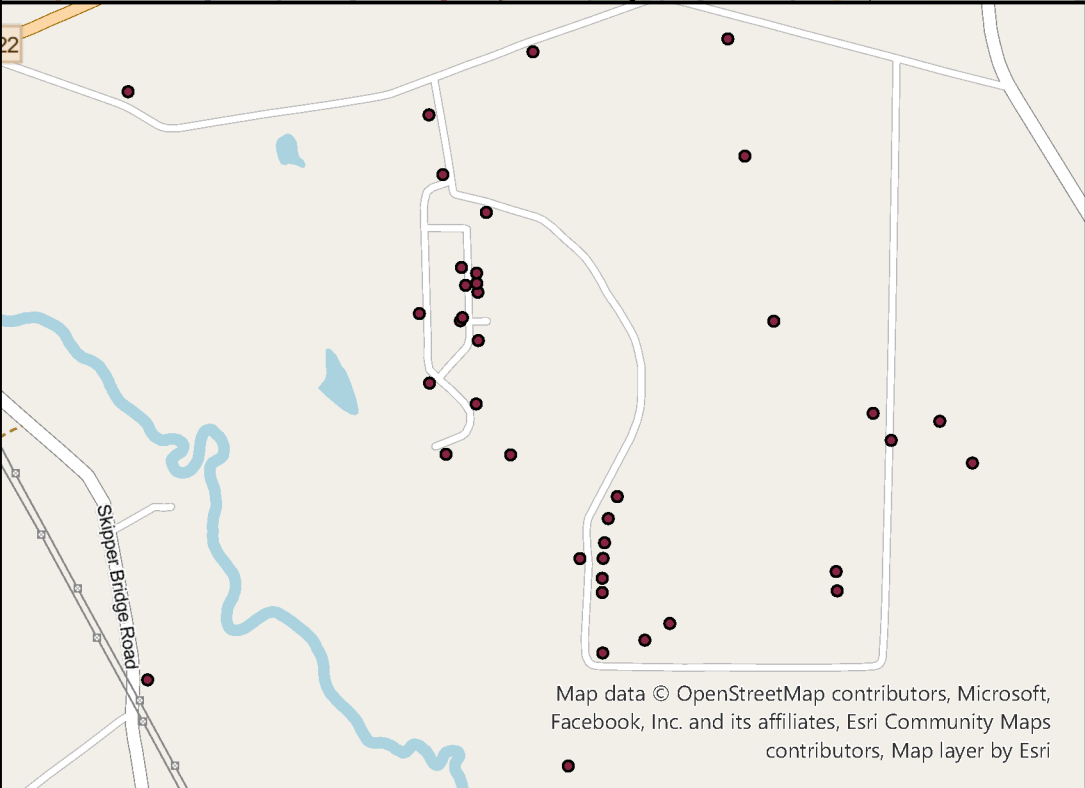 22
Skipper Bridge Road
Map data © OpenStreetMap contributors, Microsoft,
Facebook, Inc. and its affiliates, Esri Community Maps
contributors, Map layer by Esri